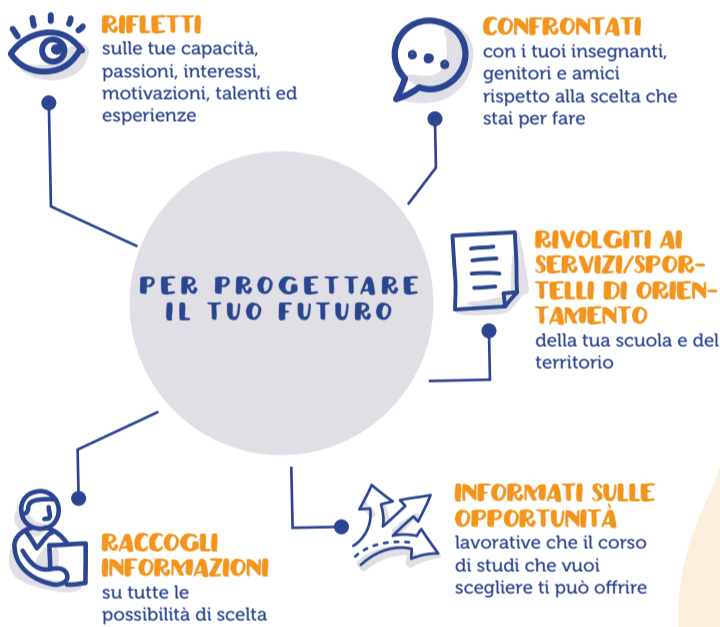 RIFLETTI
sulle tue capacità,
passioni, interessi,
motivazioni, talenti ed
esperienze
CONFRONTATI
con i tuoi insegnanti,
genitori e amici
rispetto alla scelta che
stai per fare
PER PROGETTARE
IL TUO FUTURO
RIVOLGITI AI
SERVIZI/SPOR-
TELLI DI ORIEN-
TAMENTO
della tua scuola e del
territorio
RACCOGLI
INFORMAZIONI
su tutte le
possibilità di scelta
INFORMATI SULLE
OPPORTUNITÀ
lavorative che il corso
di studi che vuoi
scegliere ti può offrire